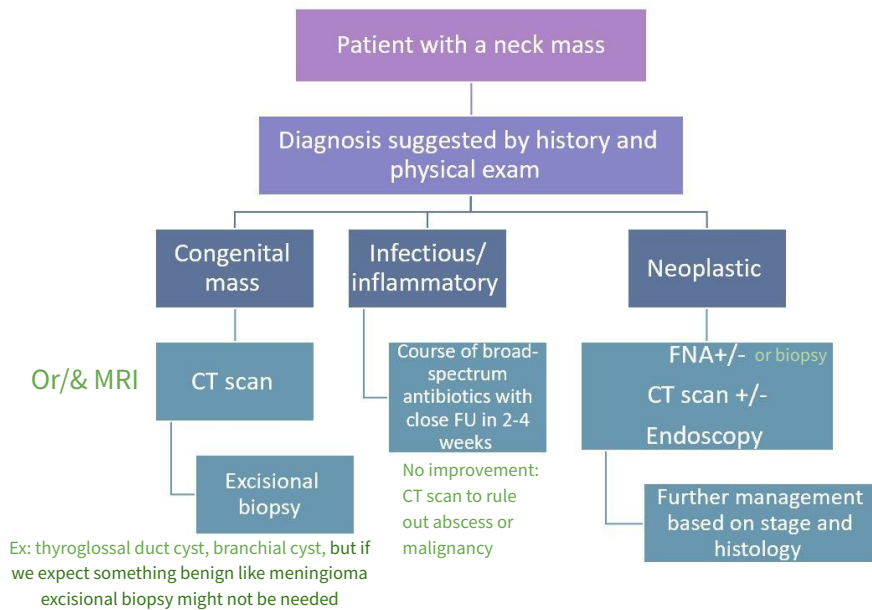 Patient with a neck mass
Diagnosis suggested by history and
physical exam
Congenital
mass
Infectious/
inflammatory
Neoplastic
Or/& MRI
CT scan
Course of broad-
spectrum
antibiotics with
close FU in 2-4
weeks
FNA+/- or biopsy
CT scan +/-
Endoscopy
Excisional
biopsy
No improvement:
CT scan to rule
out abscess or
malignancy
Further management
based on stage and
histology
Ex: thyroglossal duct cyst, branchial cyst, but if
we expect something benign like meningioma
excisional biopsy might not be needed